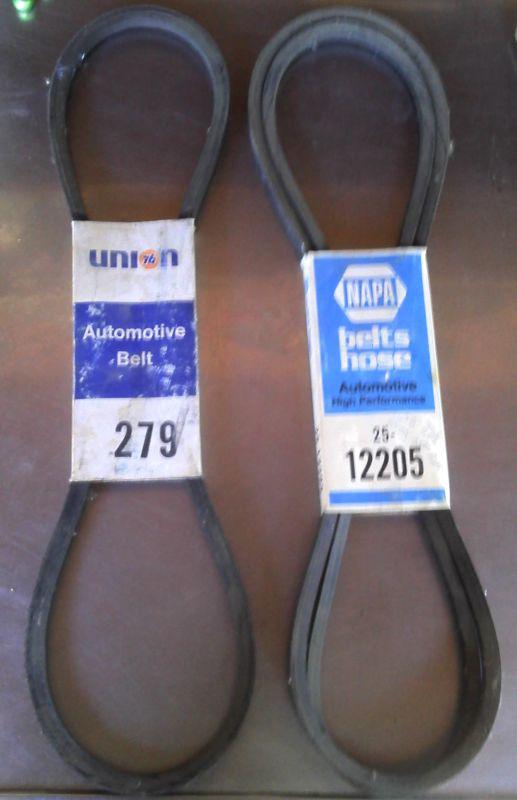 union
76
Automotive
Belt
279
NAPA
belts
hose
Automotive
High Performance
25-
12205